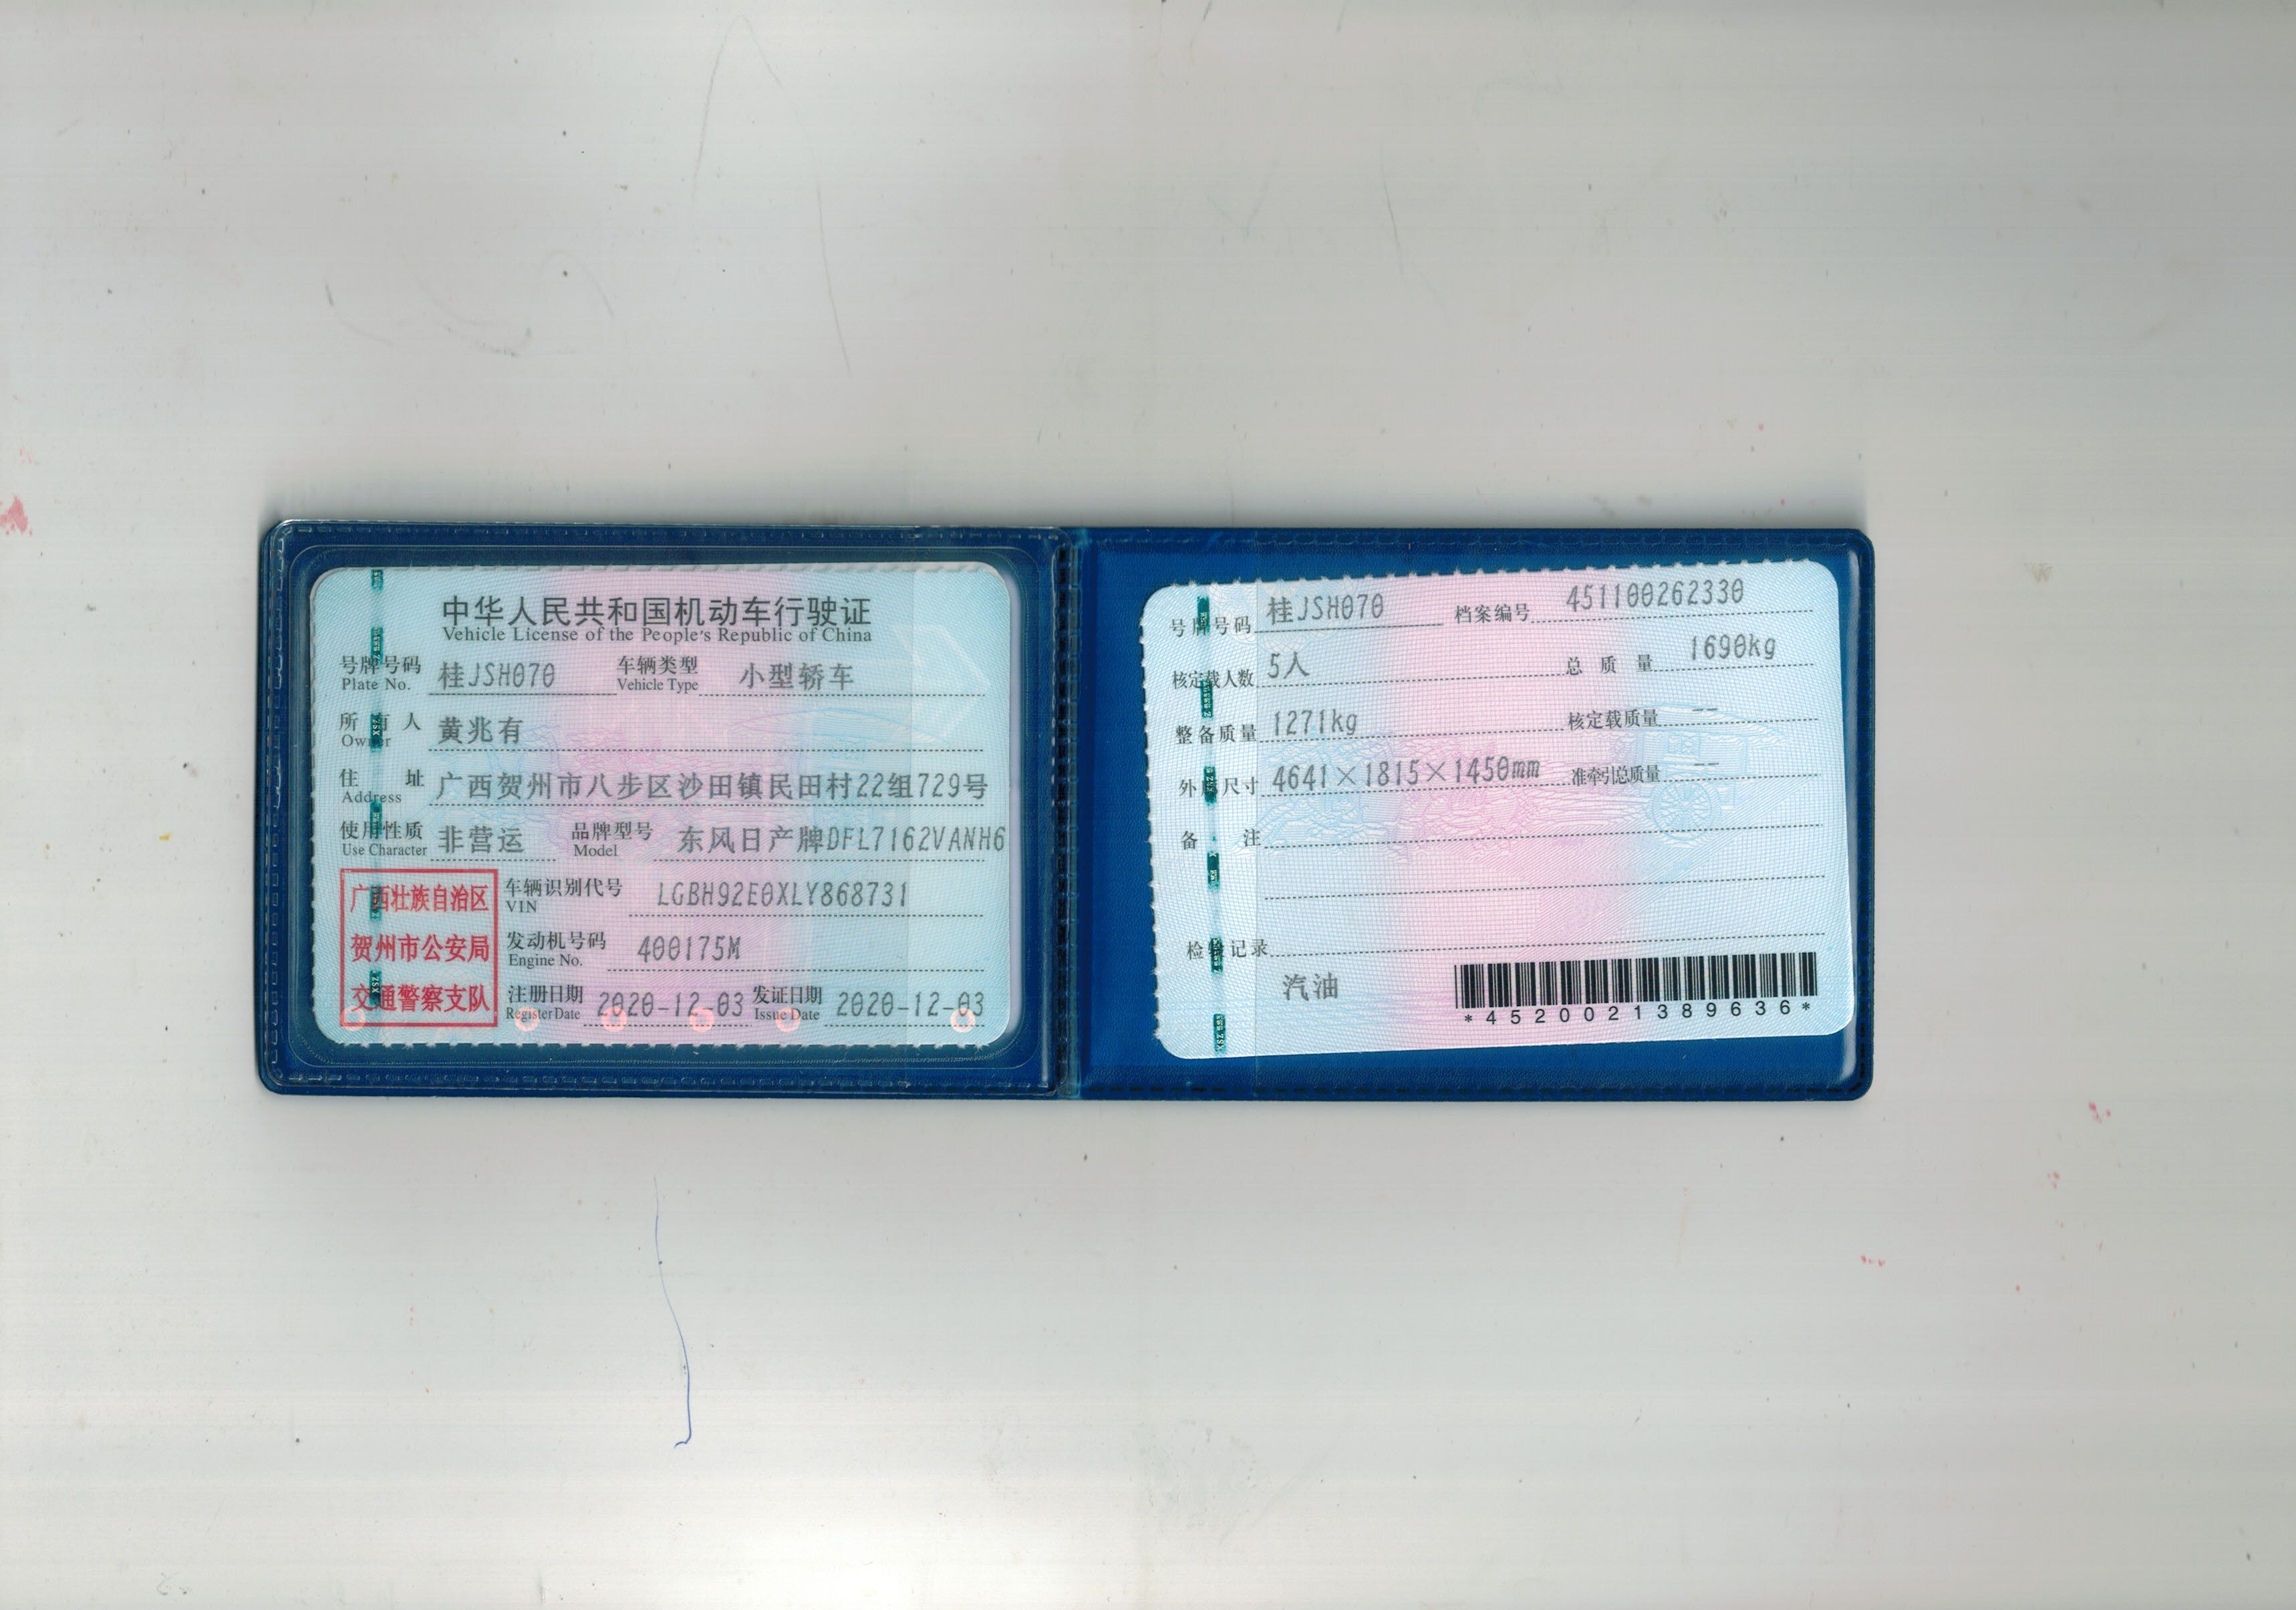 中华人民共和国机动车行驶证
Vehicle License of the People's Republic of China
号牌号码 桂JSH070 车辆类型 小型轿车
Plate No. Vehicle Type
所有人 黄兆有
Owner
住址 广西贺州市八步区沙田镇民田村22组729号
Address
使用性质 非营运 品牌型号 东风日产牌DFL7162VANH6
Use Character Model
广西壮族自治区
贺州市公安局
交通警察支队
车辆识别代号 LGBH92E0XLY868731
VIN
发动机号码 400175M
Engine No.
注册日期 2020-12-03 发证日期 2020-12-03
Register Date Issue Date
号牌号码 桂JSH070 档案编号 451100262330
核定载人数 5人 总质量 1690kg
整备质量 1271kg 核定载质量 --
外廓尺寸 4641×1815×1450mm 准牵引总质量 --
备注
检验记录
汽油
*4520021389636*